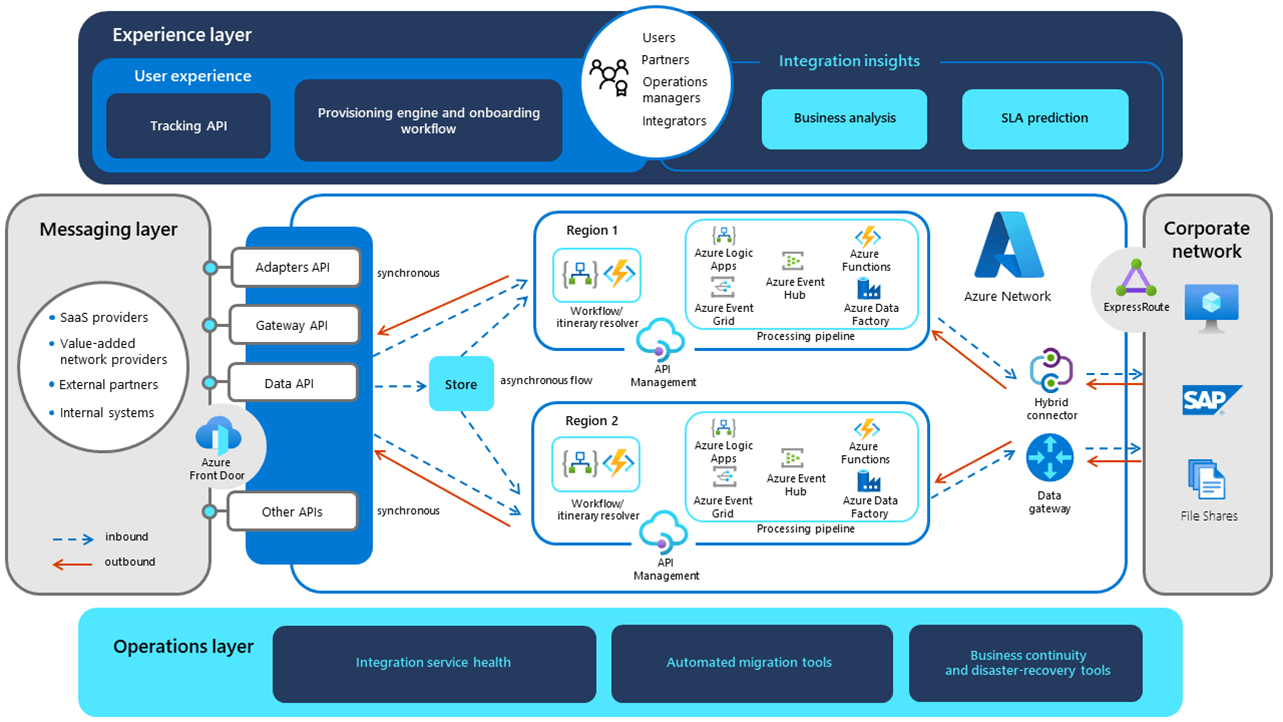 Experience layer
User experience
Tracking API
Provisioning engine and onboarding
workflow
Users
Partners
Operations
managers
Integrators
Integration insights
Business analysis
SLA prediction
Messaging layer
SaaS providers
Value-added
network providers
External partners
Internal systems
Azure
Front Door
inbound
outbound
Adapters API
Gateway API
Data API
Other APIs
synchronous
Store
asynchronous flow
synchronous
Region 1
Workflow/
itinerary resolver
Azure Logic
Apps
Azure Event
Grid
Azure Event
Hub
Azure
Functions
Azure Data
Factory
Processing pipeline
API
Management
Region 2
Workflow/
itinerary resolver
Azure Logic
Apps
Azure Event
Grid
Azure Event
Hub
Azure
Functions
Azure Data
Factory
Processing pipeline
API
Management
Azure Network
Hybrid
connector
Data
gateway
ExpressRoute
Corporate
network
SAP
File Shares
Operations layer
Integration service health
Automated migration tools
Business continuity
and disaster-recovery tools